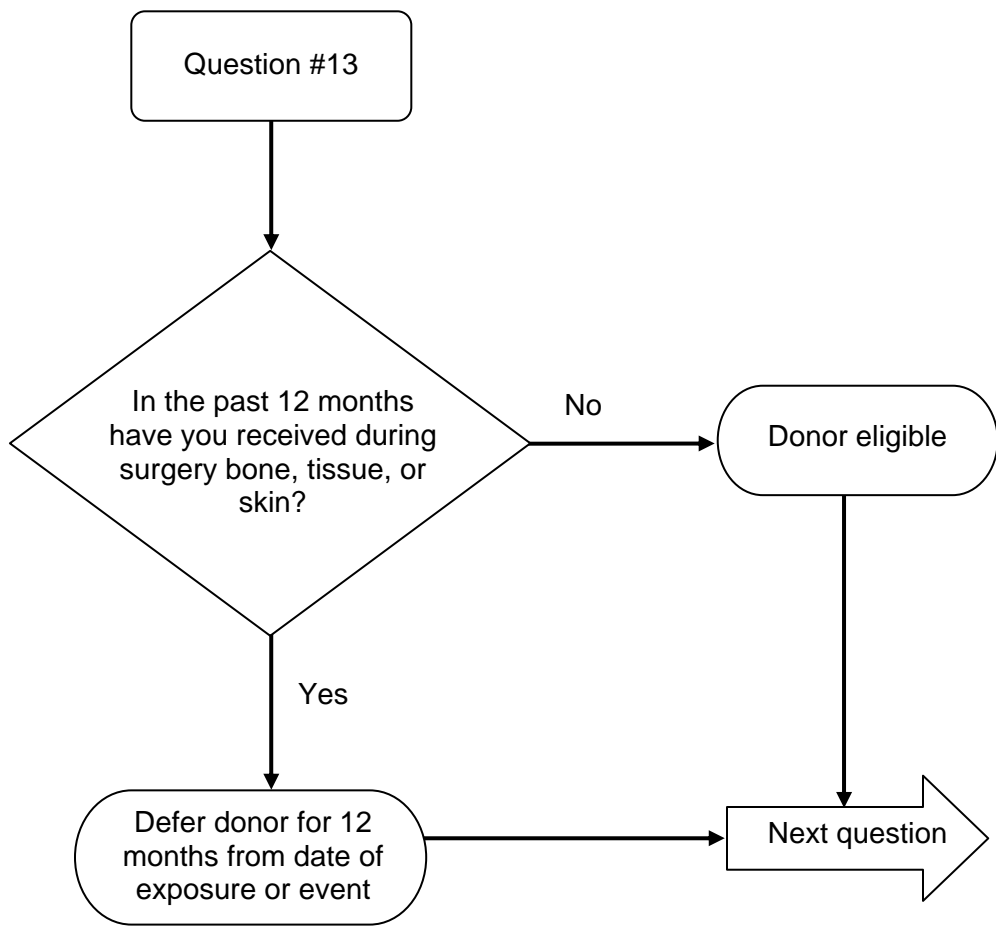 Question #13
In the past 12 months
have you received during
surgery bone, tissue, or
skin?
No
Donor eligible
Yes
Defer donor for 12
months from date of
exposure or event
Next question